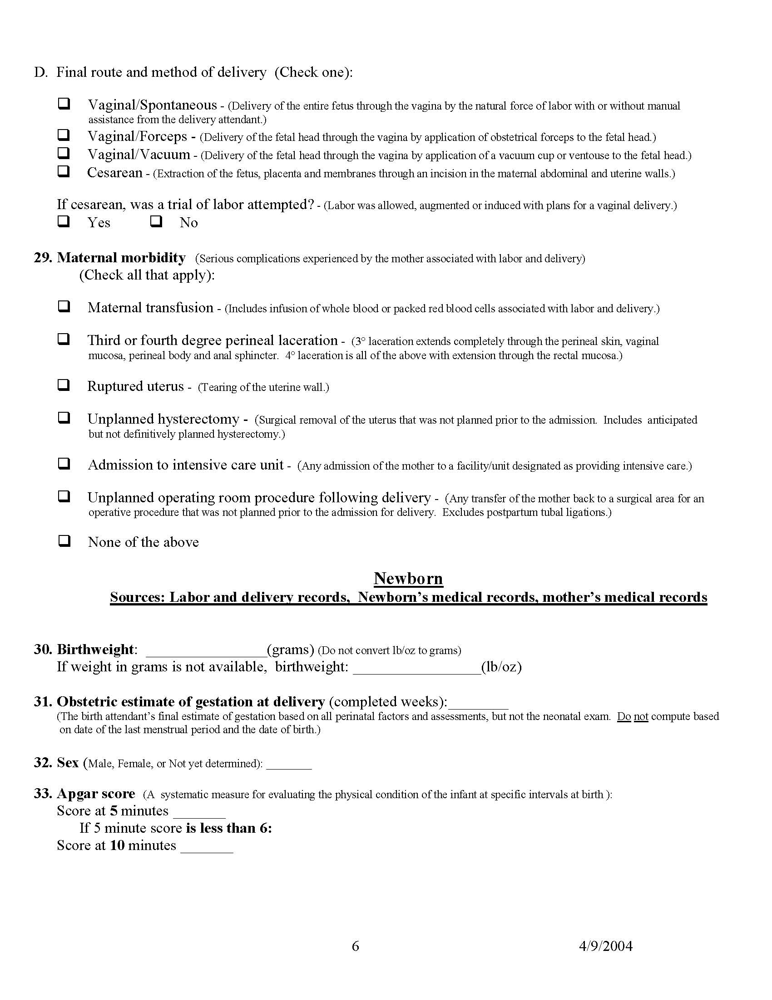 D. Final route and method of delivery (Check one):
❑ Vaginal/Spontaneous - (Delivery of the entire fetus through the vagina by the natural force of labor with or without manual
assistance from the delivery attendant.)
❑ Vaginal/Forceps - (Delivery of the fetal head through the vagina by application of obstetrical forceps to the fetal head.)
❑ Vaginal/Vacuum - (Delivery of the fetal head through the vagina by application of a vacuum cup or ventouse to the fetal head.)
❑ Cesarean - (Extraction of the fetus, placenta and membranes through an incision in the maternal abdominal and uterine walls.)
If cesarean, was a trial of labor attempted? - (Labor was allowed, augmented or induced with plans for a vaginal delivery.)
❑ Yes ❑ No
29. Maternal morbidity (Serious complications experienced by the mother associated with labor and delivery)
(Check all that apply):
❑ Maternal transfusion - (Includes infusion of whole blood or packed red blood cells associated with labor and delivery.)
❑ Third or fourth degree perineal laceration - (3° laceration extends completely through the perineal skin, vaginal
mucosa, perineal body and anal sphincter. 4° laceration is all of the above with extension through the rectal mucosa.)
❑ Ruptured uterus - (Tearing of the uterine wall.)
❑ Unplanned hysterectomy - (Surgical removal of the uterus that was not planned prior to the admission. Includes anticipated
but not definitively planned hysterectomy.)
❑ Admission to intensive care unit - (Any admission of the mother to a facility/unit designated as providing intensive care.)
❑ Unplanned operating room procedure following delivery - (Any transfer of the mother back to a surgical area for an
operative procedure that was not planned prior to the admission for delivery. Excludes postpartum tubal ligations.)
❑ None of the above
Newborn
Sources: Labor and delivery records, Newborn’s medical records, mother’s medical records
30. Birthweight: ________________(grams) (Do not convert lb/oz to grams)
If weight in grams is not available, birthweight: _________________(lb/oz)
31. Obstetric estimate of gestation at delivery (completed weeks):________
(The birth attendant’s final estimate of gestation based on all perinatal factors and assessments, but not the neonatal exam. Do not compute based
on date of the last menstrual period and the date of birth.)
32. Sex (Male, Female, or Not yet determined): ________
33. Apgar score (A systematic measure for evaluating the physical condition of the infant at specific intervals at birth ):
Score at 5 minutes _______
If 5 minute score is less than 6:
Score at 10 minutes _______
6 4/9/2004